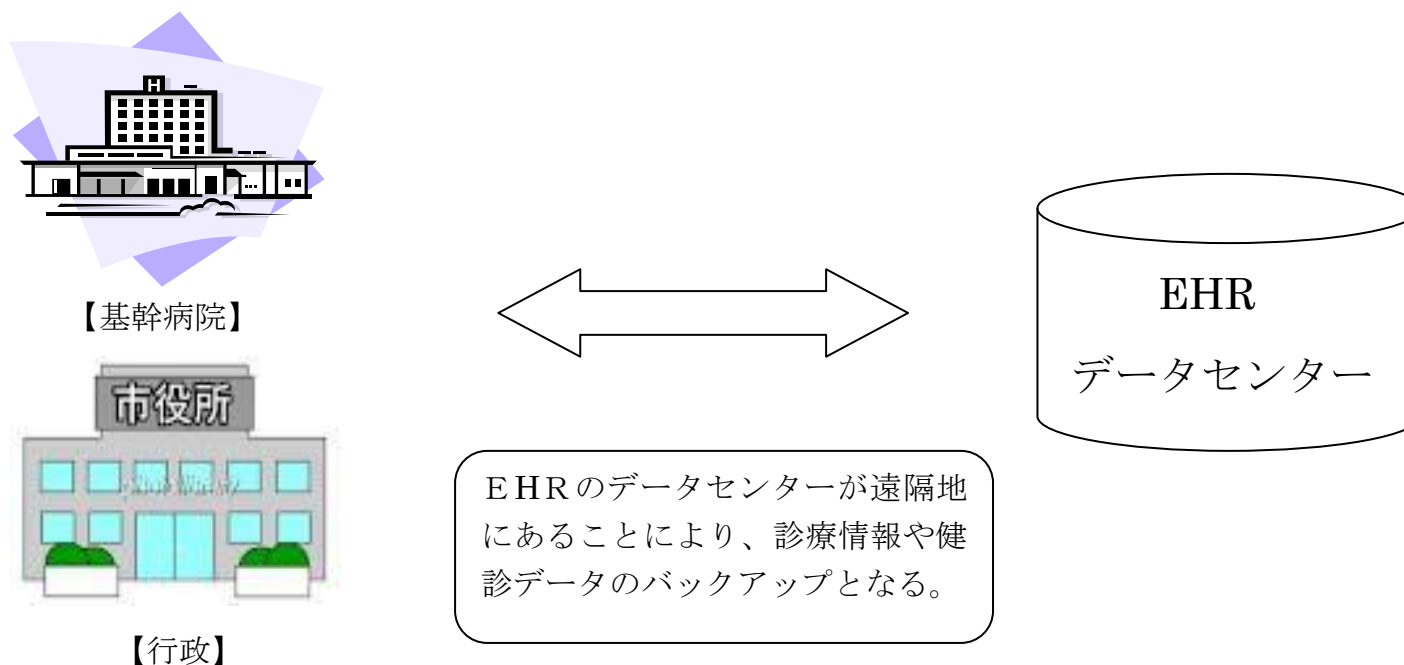 H
【基幹病院】
市役所
【行政】
EHR
データセンター
ＥＨＲのデータセンターが遠隔地
にあることにより、診療情報や健
診データのバックアップとなる。